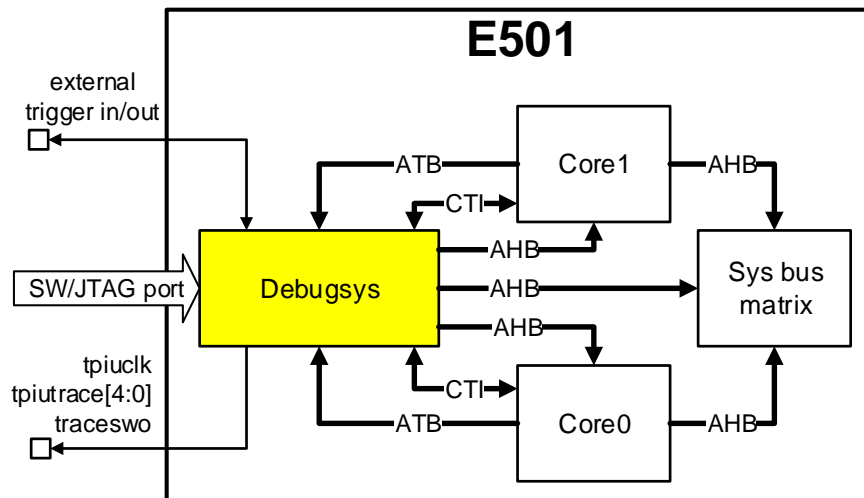 E501
external
trigger in/out
ATB
Core1
AHB
CTI
AHB
SW/JTAG port
Debugsys
AHB
Sys bus
matrix
AHB
tpiuclk
tpiutrace[4:0]
traceswo
CTI
ATB
Core0
AHB